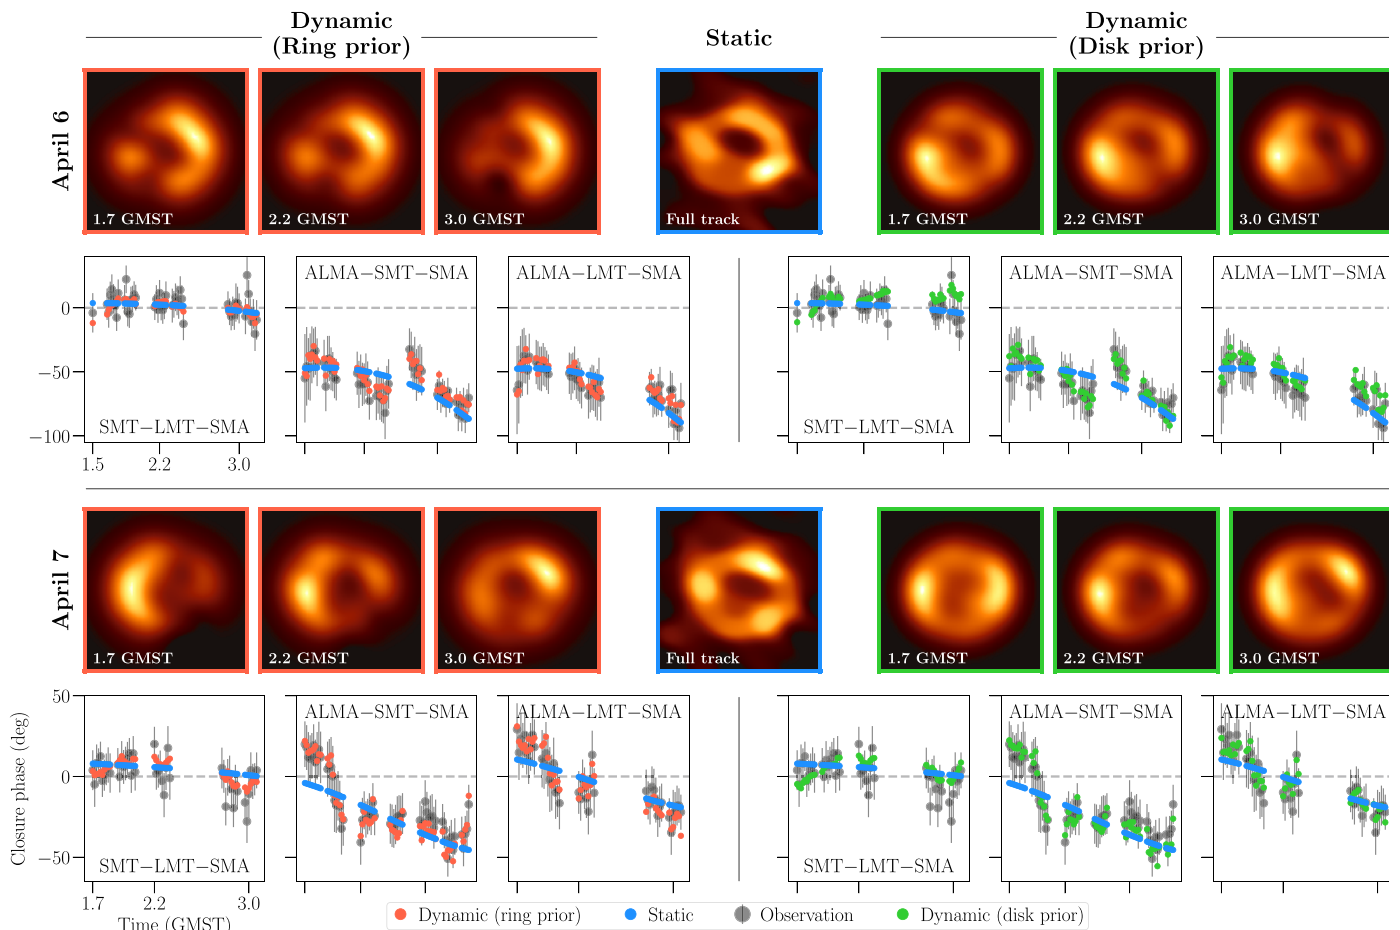 Dynamic
(Ring prior)
Static
Dynamic
(Disk prior)
April 6
1.7 GMST
2.2 GMST
3.0 GMST
Full track
1.7 GMST
2.2 GMST
3.0 GMST
0
−50
−100
SMT−LMT−SMA
ALMA−SMT−SMA
ALMA−LMT−SMA
SMT−LMT−SMA
ALMA−SMT−SMA
ALMA−LMT−SMA
1.5 2.2 3.0
April 7
1.7 GMST
2.2 GMST
3.0 GMST
Full track
1.7 GMST
2.2 GMST
3.0 GMST
Closure phase (deg)
50
0
−50
SMT−LMT−SMA
ALMA−SMT−SMA
ALMA−LMT−SMA
SMT−LMT−SMA
ALMA−SMT−SMA
ALMA−LMT−SMA
1.7 2.2 3.0
Time (GMST)
Dynamic (ring prior) Static Observation Dynamic (disk prior)